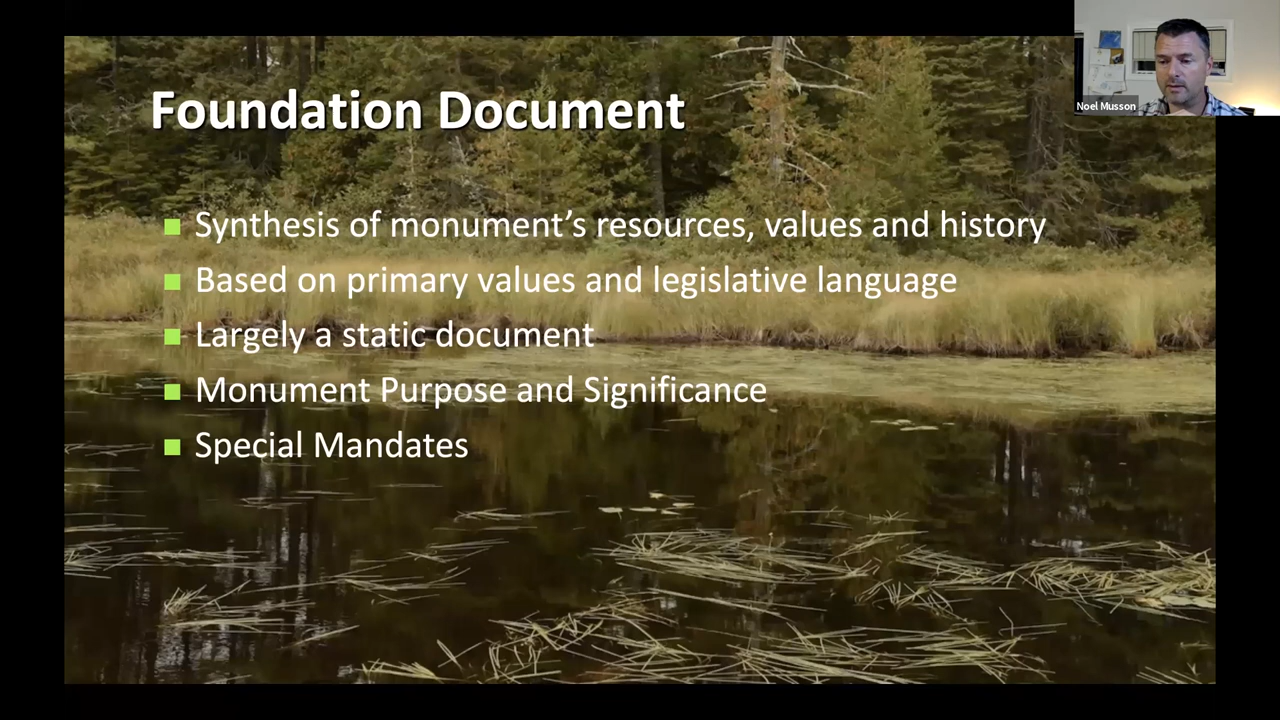 Foundation Document
Noel Musson
Synthesis of monument’s resources, values and history
Based on primary values and legislative language
Largely a static document
Monument Purpose and Significance
Special Mandates